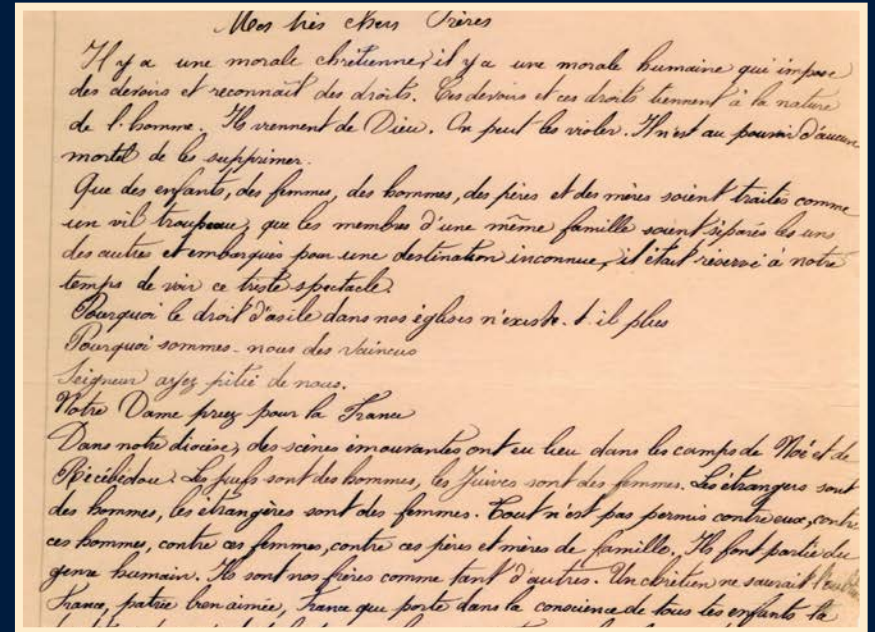 Mes très chers Frères
Il y a une morale chrétienne, il y a une morale humaine qui impose
des devoirs et reconnaît des droits. Ces devoirs et ces droits tiennent à la nature
de l'homme. Ils viennent de Dieu. On peut les violer. Il n'est au pouvoir d'aucun
mortel de les supprimer.
Que des enfants, des femmes, des hommes, des pères et des mères soient traités comme
un vil troupeau, que les membres d'une même famille soient séparés les uns
des autres et embarqués pour une destination inconnue, il était réservé à notre
temps de voir ce triste spectacle.
Pourquoi le droit d'asile dans nos églises n'existe-t-il plus
Pourquoi sommes-nous des vaincus
Seigneur ayez pitié de nous.
Notre Dame priez pour la France
Dans notre diocèse, des scènes émouvantes ont eu lieu dans les camps de Noé et de
Récébédou. Les juifs sont des hommes, les Juives sont des femmes. Les étrangers sont
des hommes, les étrangères sont des femmes. Tout n'est pas permis contre eux, contre
ces hommes, contre ces femmes, contre ces pères et mères de famille. Ils font partie du
genre humain. Ils sont nos frères comme tant d'autres. Un chrétien ne saurait l'oublier
France, patrie bien aimée, France que porte dans la conscience de tous tes enfants la